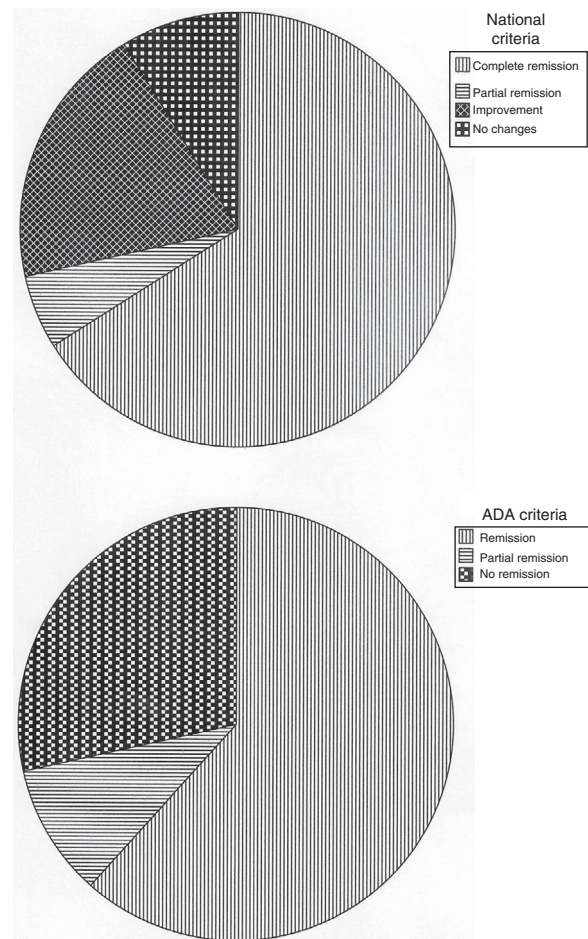 National
criteria
Complete remission
Partial remission
Improvement
No changes
ADA criteria
Remission
Partial remission
No remission